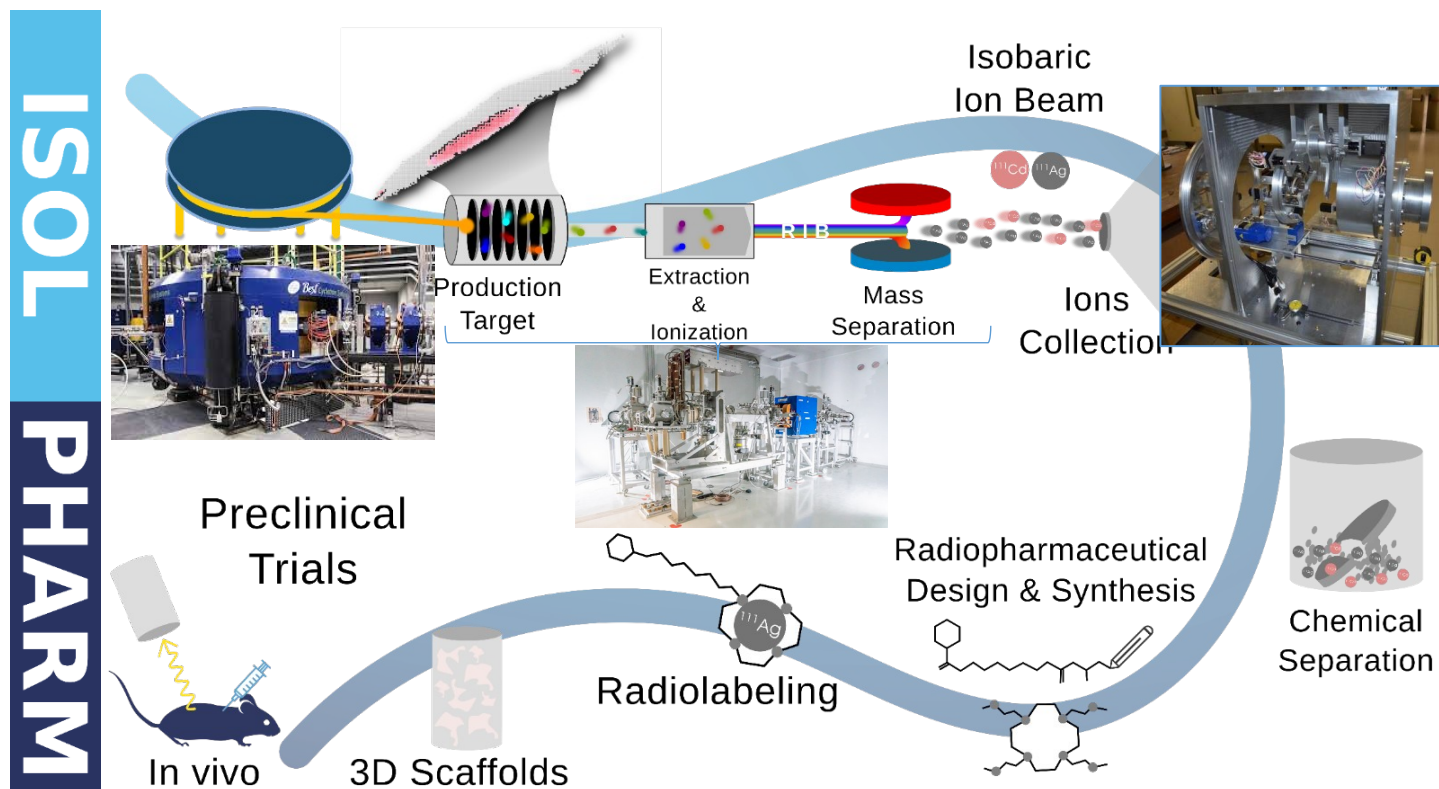 ISOL
PHARM
Isobaric
Ion Beam
¹¹¹Cd
¹¹¹Ag
RIB
Production
Target
Extraction
&
Ionization
Mass
Separation
Ions
Collection
Best
Preclinical
Trials
Radiopharmaceutical
Design & Synthesis
¹¹¹Ag
Chemical
Separation
Radiolabeling
In vivo
3D Scaffolds